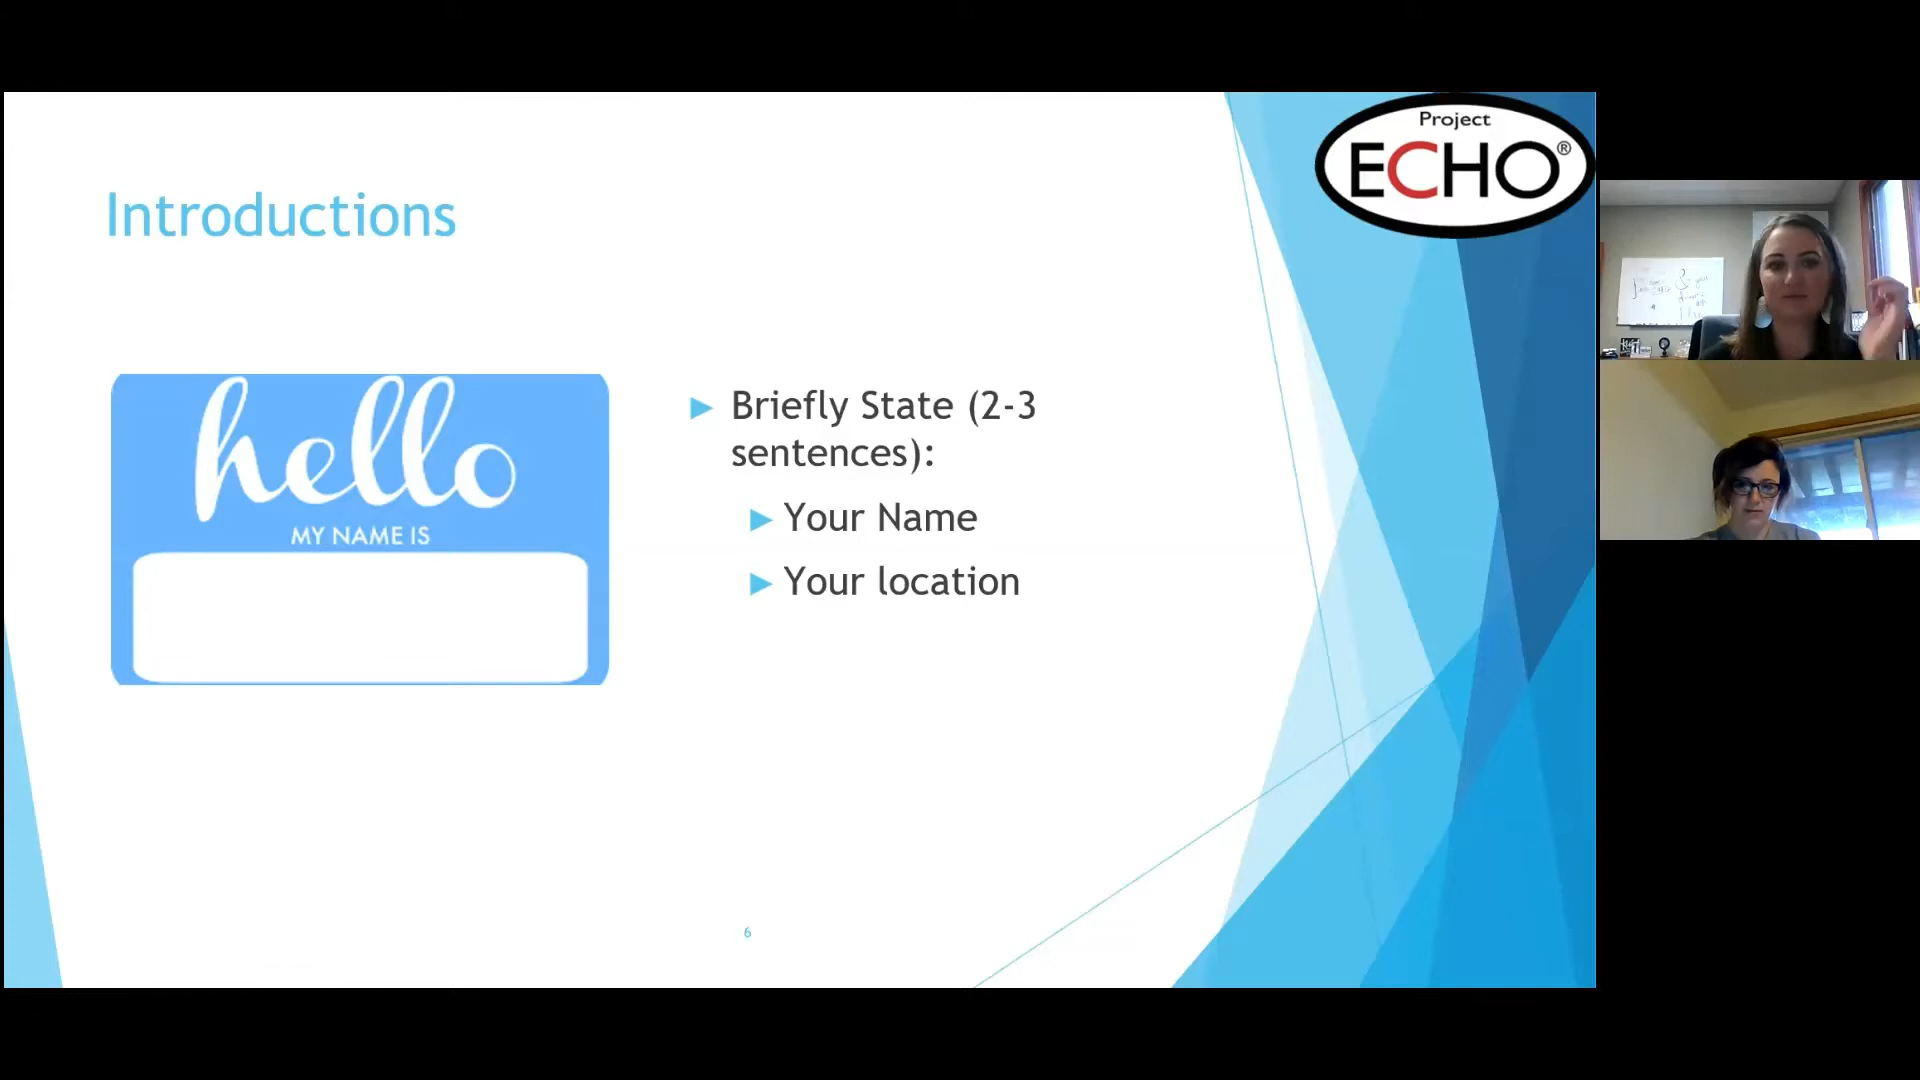 Project
ECHO®
Introductions
hello
MY NAME IS
► Briefly State (2-3
sentences):
► Your Name
► Your location
6